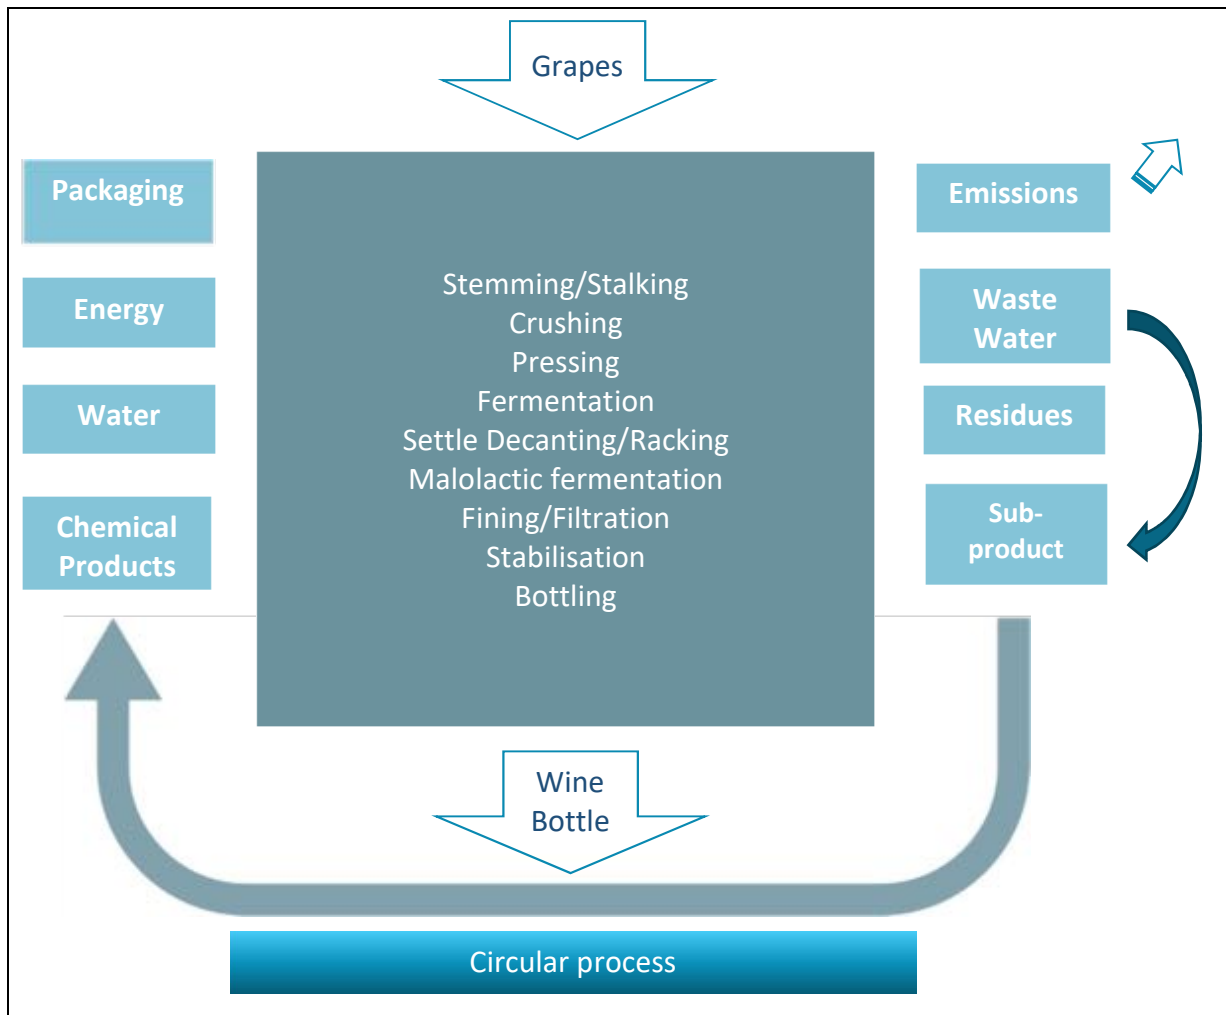 Grapes
Packaging
Energy
Water
Chemical
Products
Stemming/Stalking
Crushing
Pressing
Fermentation
Settle Decanting/Racking
Malolactic fermentation
Fining/Filtration
Stabilisation
Bottling
Emissions
Waste
Water
Residues
Sub-
product
Wine
Bottle
Circular process